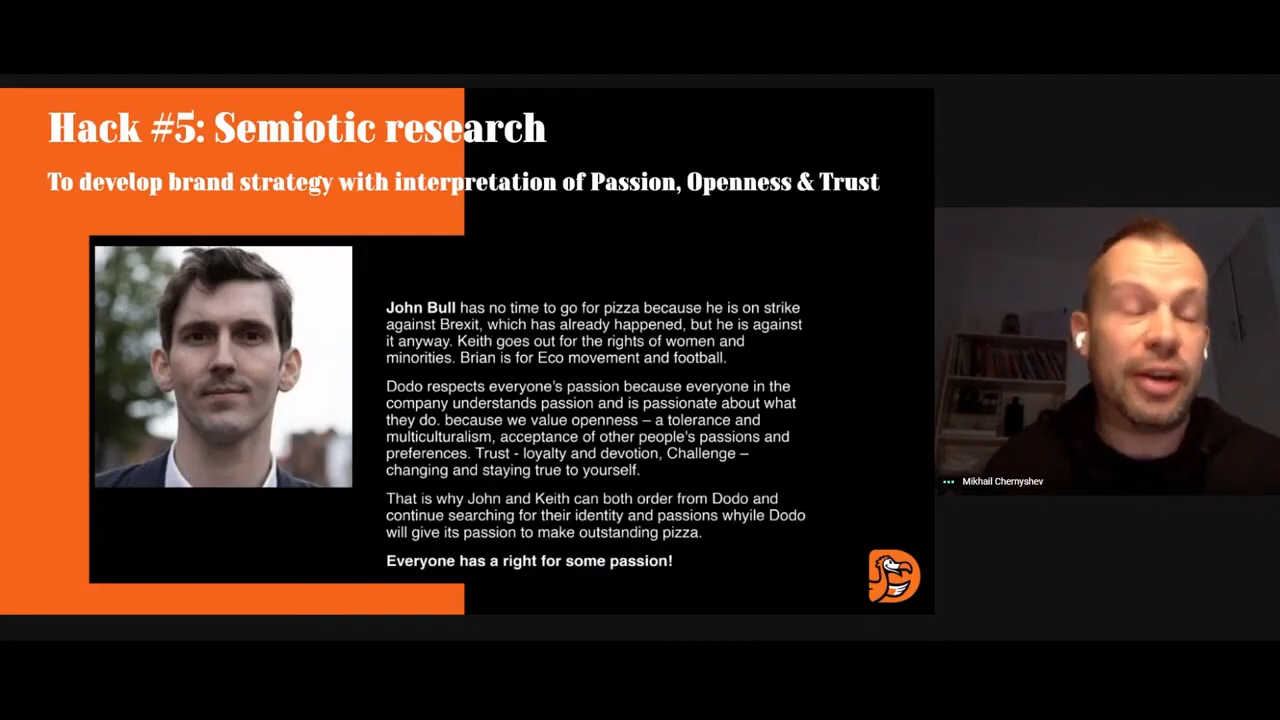 Hack #5: Semiotic research
To develop brand strategy with interpretation of Passion, Openness & Trust
John Bull has no time to go for pizza because he is on strike
against Brexit, which has already happened, but he is against
it anyway. Keith goes out for the rights of women and
minorities. Brian is for Eco movement and football.
Dodo respects everyone's passion because everyone in the
company understands passion and is passionate about what
they do. because we value openness – a tolerance and
multiculturalism, acceptance of other people's passions and
preferences. Trust - loyalty and devotion, Challenge –
changing and staying true to yourself.
That is why John and Keith can both order from Dodo and
continue searching for their identity and passions whyile Dodo
will give its passion to make outstanding pizza.
Everyone has a right for some passion!
Mikhail Chernyshev